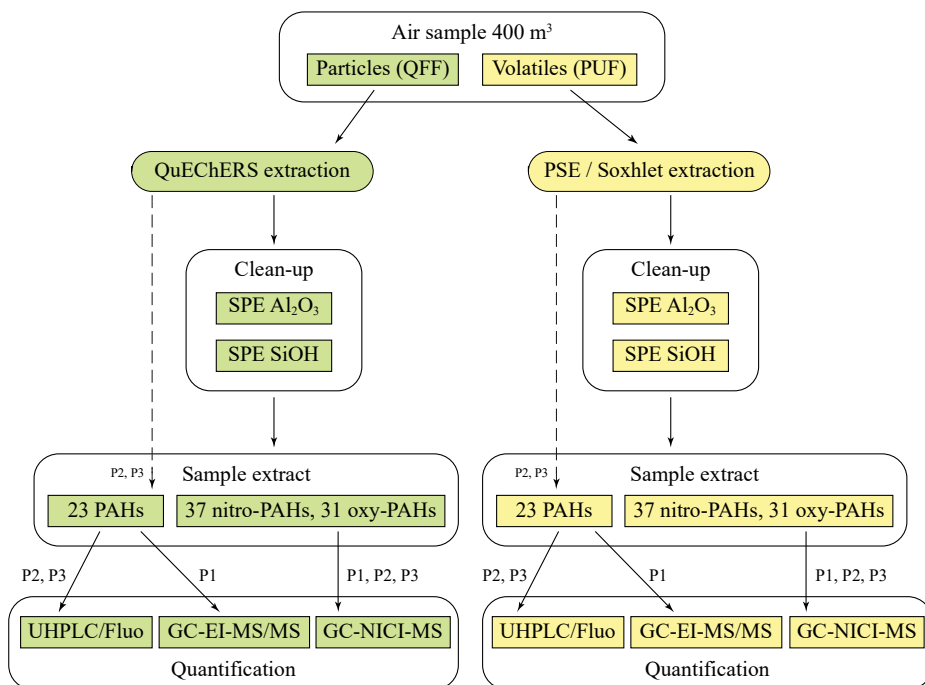 Air sample 400 m³
Particles (QFF)
Volatiles (PUF)
QuEChERS extraction
PSE / Soxhlet extraction
Clean-up
SPE Al₂O₃
SPE SiOH
Clean-up
SPE Al₂O₃
SPE SiOH
P2, P3
Sample extract
23 PAHs
37 nitro-PAHs, 31 oxy-PAHs
P2, P3
Sample extract
23 PAHs
37 nitro-PAHs, 31 oxy-PAHs
P2, P3
P1
P1, P2, P3
P2, P3
P1
P1, P2, P3
UHPLC/Fluo
GC-EI-MS/MS
GC-NICI-MS
Quantification
UHPLC/Fluo
GC-EI-MS/MS
GC-NICI-MS
Quantification